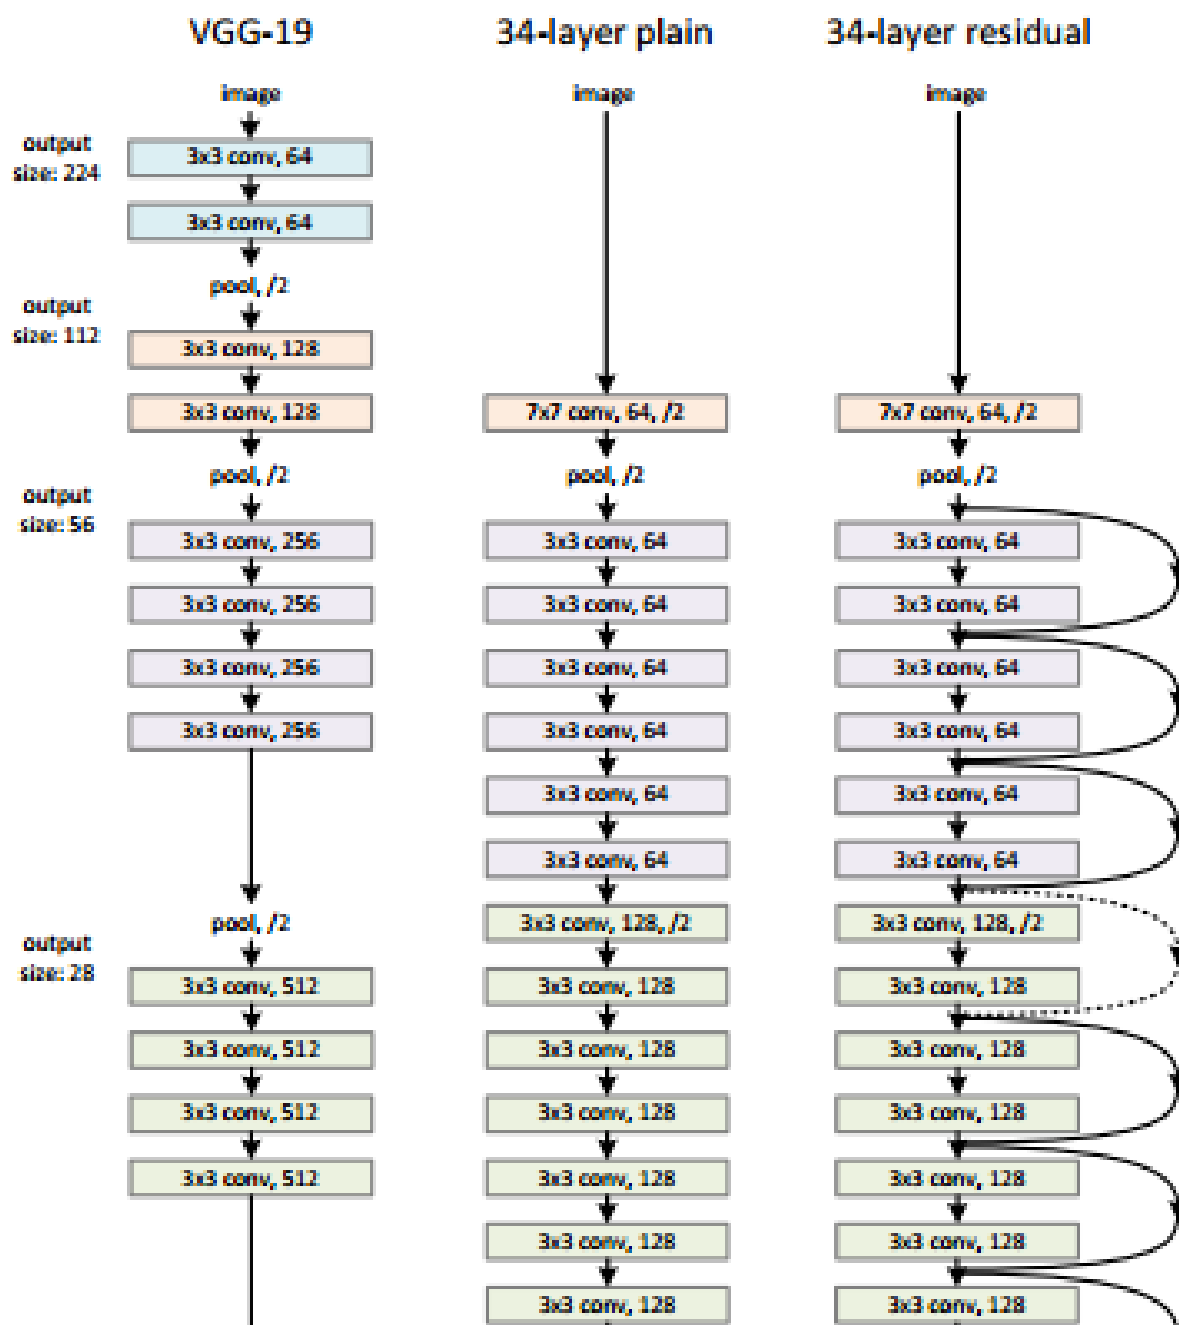 VGG-19
34-layer plain
34-layer residual
image
image
image
output
size: 224
3x3 conv, 64
3x3 conv, 64
pool, /2
output
size: 112
3x3 conv, 128
3x3 conv, 128
7x7 conv, 64, /2
7x7 conv, 64, /2
pool, /2
pool, /2
pool, /2
output
size: 56
3x3 conv, 256
3x3 conv, 64
3x3 conv, 64
3x3 conv, 256
3x3 conv, 64
3x3 conv, 64
3x3 conv, 256
3x3 conv, 64
3x3 conv, 64
3x3 conv, 256
3x3 conv, 64
3x3 conv, 64
3x3 conv, 64
3x3 conv, 64
3x3 conv, 64
3x3 conv, 64
pool, /2
3x3 conv, 128, /2
3x3 conv, 128, /2
output
size: 28
3x3 conv, 512
3x3 conv, 128
3x3 conv, 128
3x3 conv, 512
3x3 conv, 128
3x3 conv, 128
3x3 conv, 512
3x3 conv, 128
3x3 conv, 128
3x3 conv, 512
3x3 conv, 128
3x3 conv, 128
3x3 conv, 128
3x3 conv, 128
3x3 conv, 128
3x3 conv, 128